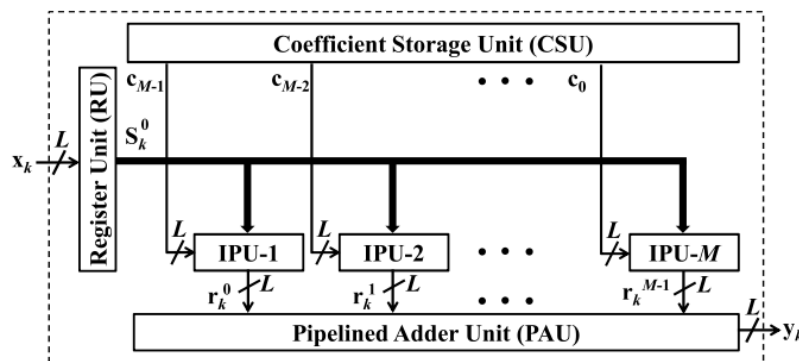 Coefficient Storage Unit (CSU)
c_{M-1} c_{M-2} • • • c_0
Register Unit (RU)
S_k^0
x_k L
L IPU-1 L IPU-2 • • • L IPU-M
r_k^0 L r_k^1 L • • • r_k^{M-1} L
Pipelined Adder Unit (PAU) L
y_k